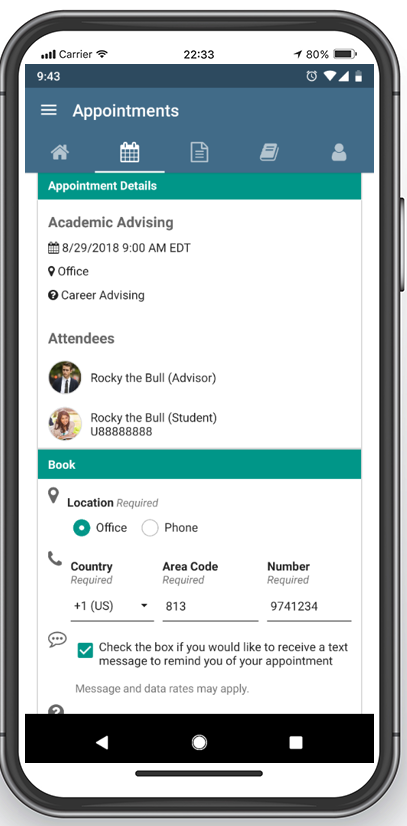 Carrier 22:33 80%
9:43
Appointments
Appointment Details
Academic Advising
8/29/2018 9:00 AM EDT
Office
Career Advising
Attendees
Rocky the Bull (Advisor)
Rocky the Bull (Student)
U88888888
Book
Location Required
Office Phone
Country Area Code Number
Required Required Required
+1 (US) 813 9741234
Check the box if you would like to receive a text
message to remind you of your appointment
Message and data rates may apply.